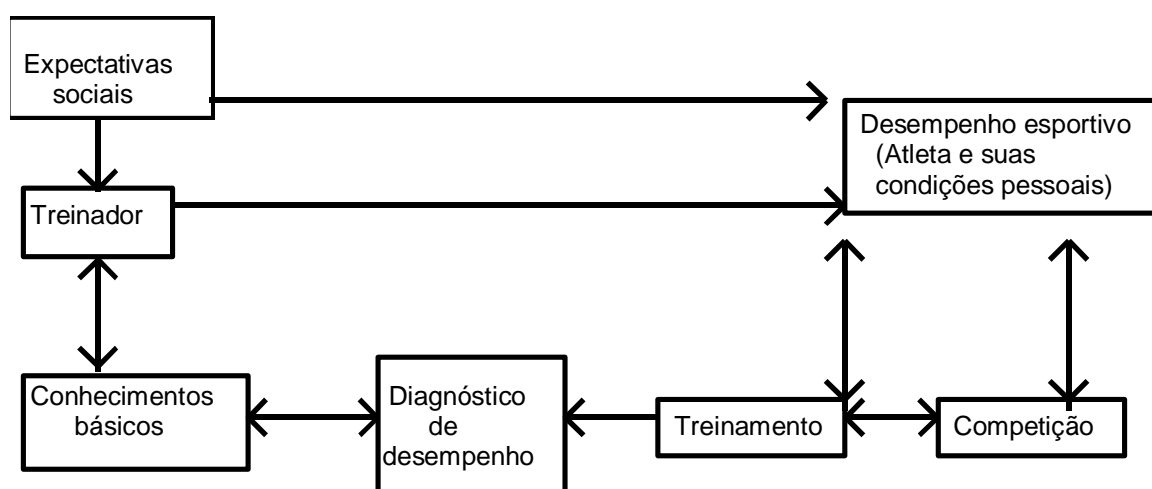 Expectativas
sociais
Desempenho esportivo
(Atleta e suas
condições pessoais)
Treinador
Conhecimentos
básicos
Diagnóstico
de
desempenho
Treinamento
Competição